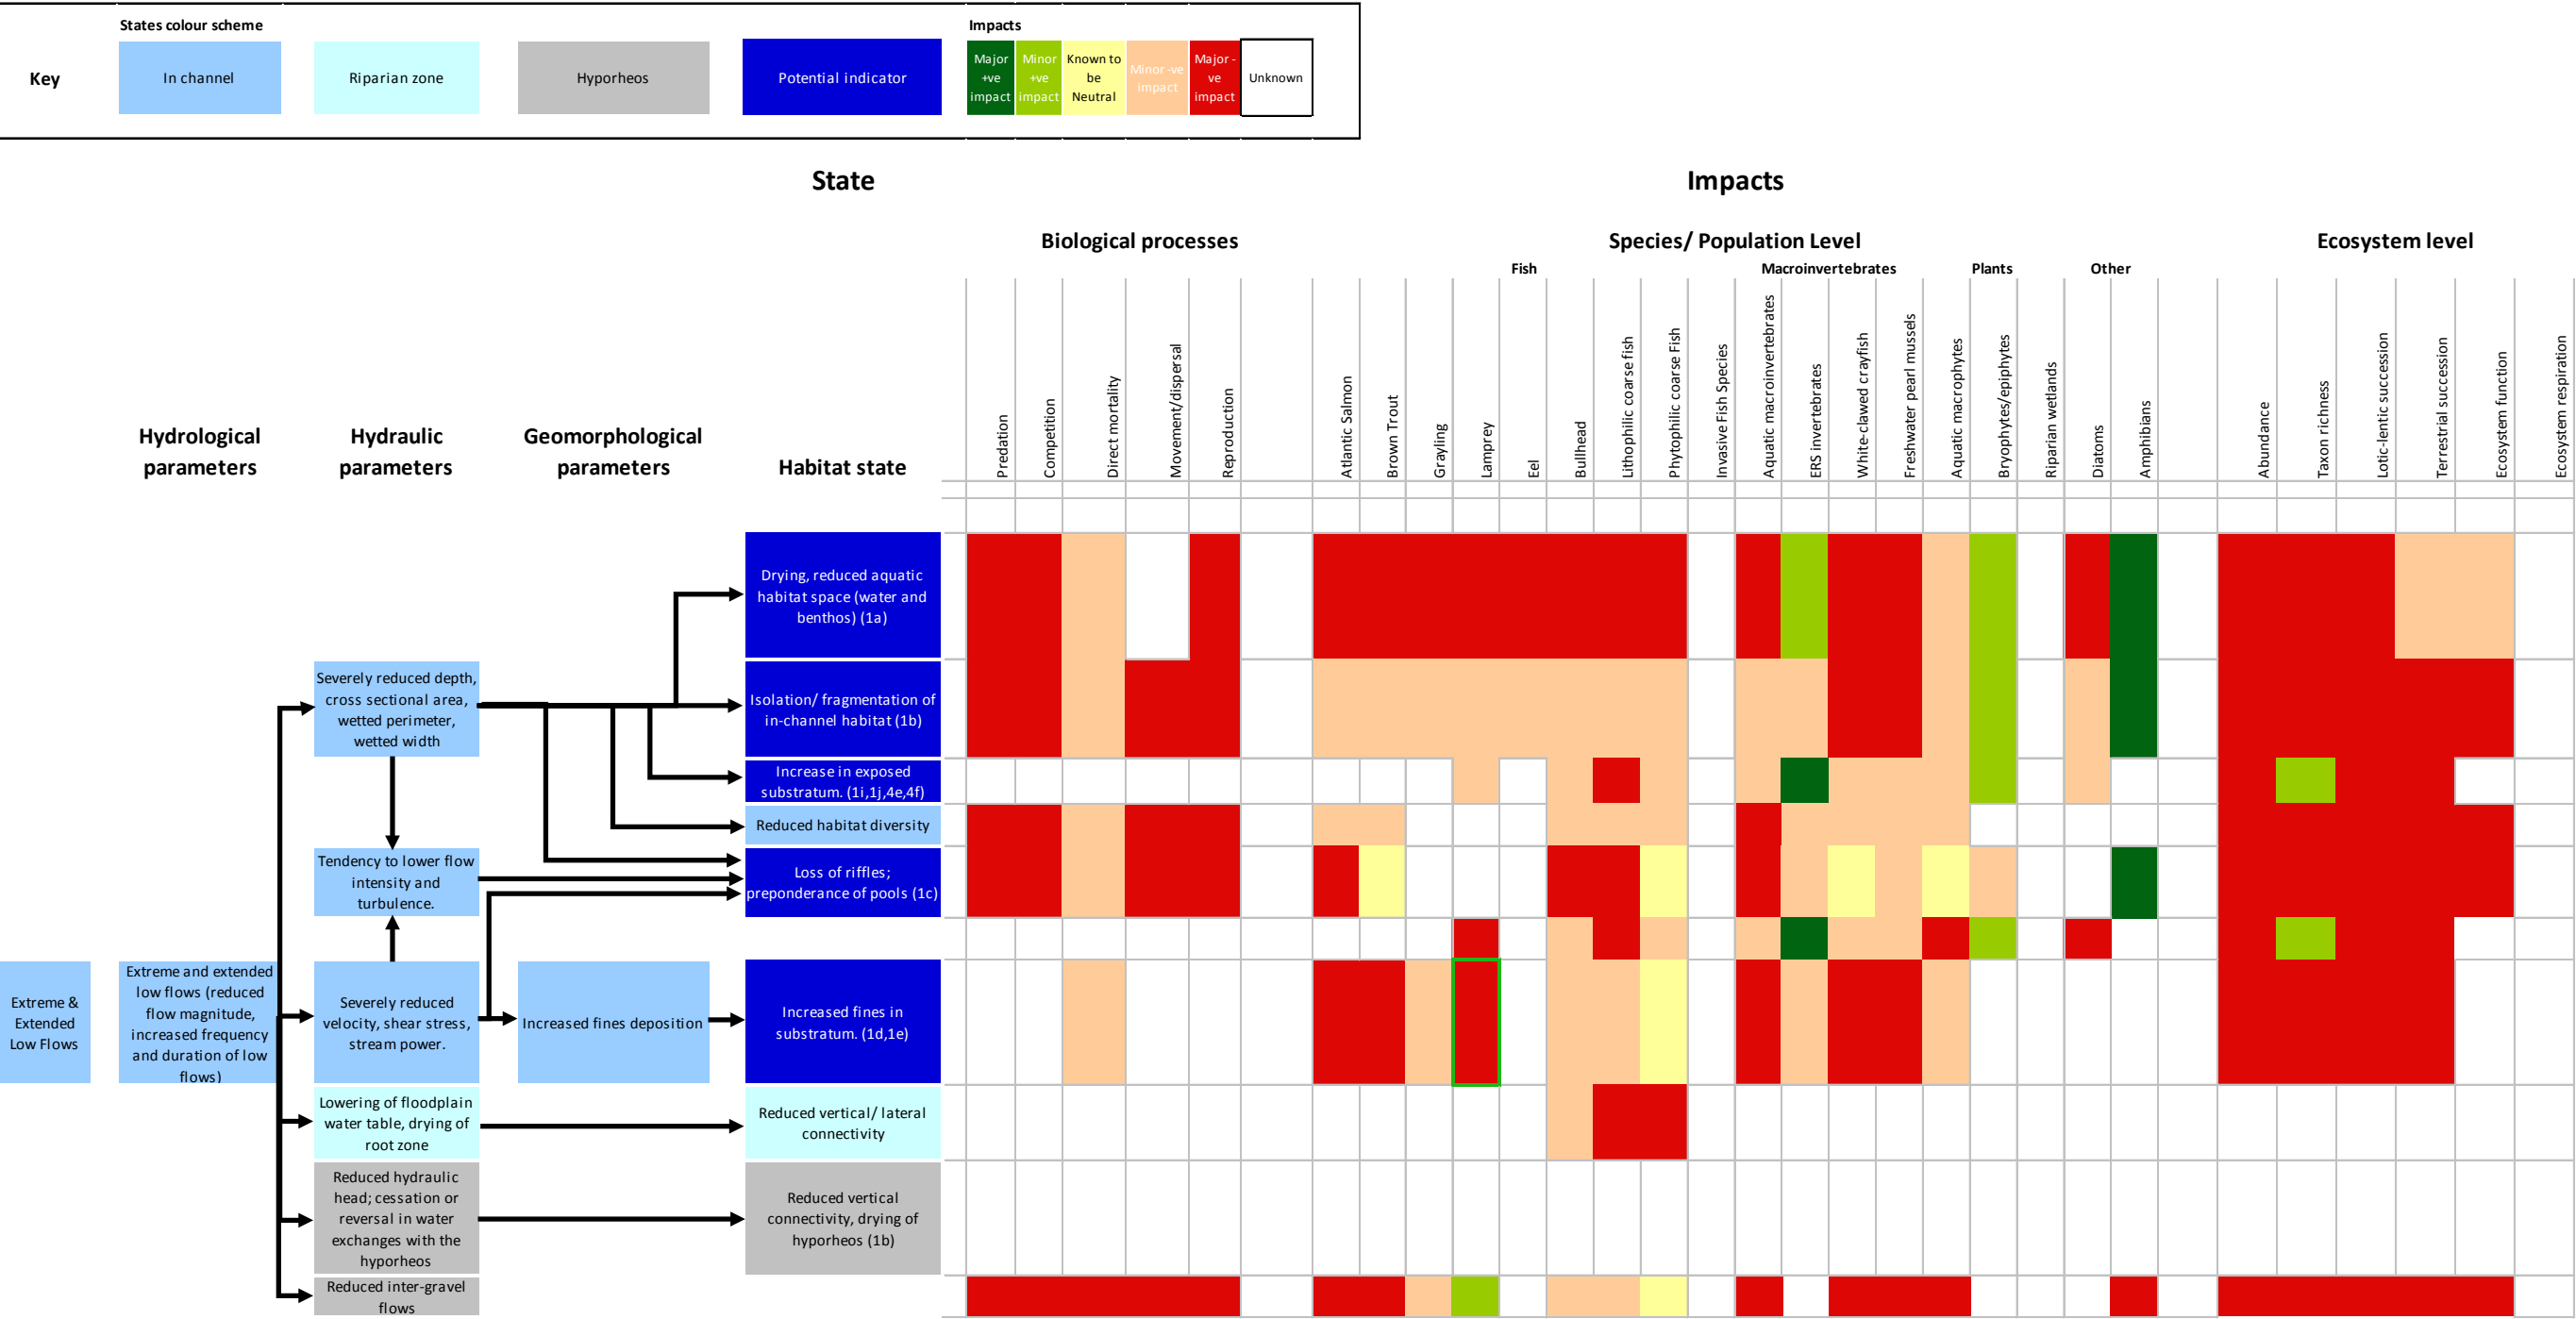 States colour scheme
Impacts
Key
In channel
Riparian zone
Hyporheos
Potential indicator
Major
+ve
impact
Minor
+ve
impact
Known to
be
Neutral
Minor -ve
impact
Major -
ve
impact
Unknown
State
Impacts
Biological processes
Species/ Population Level
Ecosystem level
Fish
Macroinvertebrates
Plants
Other
Hydrological
parameters
Hydraulic
parameters
Geomorphological
parameters
Habitat state
Predation
Competition
Direct mortality
Movement/dispersal
Reproduction
Atlantic Salmon
Brown Trout
Grayling
Lamprey
Eel
Bullhead
Lithophilic coarse fish
Phytophilic coarse Fish
Invasive Fish Species
Aquatic macroinvertebrates
ERS invertebrates
White-clawed crayfish
Freshwater pearl mussels
Aquatic macrophytes
Bryophytes/epiphytes
Riparian wetlands
Diatoms
Amphibians
Abundance
Taxon richness
Lotic-lentic succession
Terrestrial succession
Ecosystem function
Ecosystem respiration
Drying, reduced aquatic
habitat space (water and
benthos) (1a)
Severely reduced depth,
cross sectional area,
wetted perimeter,
wetted width
Isolation/ fragmentation of
in-channel habitat (1b)
Increase in exposed
substratum. (1i,1j,4e,4f)
Reduced habitat diversity
Tendency to lower flow
intensity and
turbulence.
Loss of riffles;
preponderance of pools (1c)
Extreme &
Extended
Low Flows
Extreme and extended
low flows (reduced
flow magnitude,
increased frequency
and duration of low
flows)
Severely reduced
velocity, shear stress,
stream power.
Increased fines deposition
Increased fines in
substratum. (1d,1e)
Lowering of floodplain
water table, drying of
root zone
Reduced vertical/ lateral
connectivity
Reduced hydraulic
head; cessation or
reversal in water
exchanges with the
hyporheos
Reduced vertical
connectivity, drying of
hyporheos (1b)
Reduced inter-gravel
flows